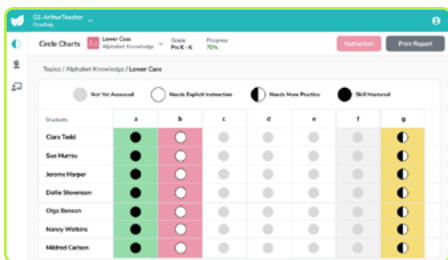 G1-ArthurTeacher
Reading
Circle Charts
Lower Case
Alphabet Knowledge
Grade
Pre K - K
Progress
70%
Instruction
Print Report
Topics / Alphabet Knowledge / Lower Case
Not Yet Assessed
Needs Explicit Instruction
Needs More Practice
Skill Mastered
Students a b c d e f g
Clara Todd
Sue Murray
Jerome Harper
Dollie Stevenson
Olga Benson
Nancy Watkins
Mildred Carlson